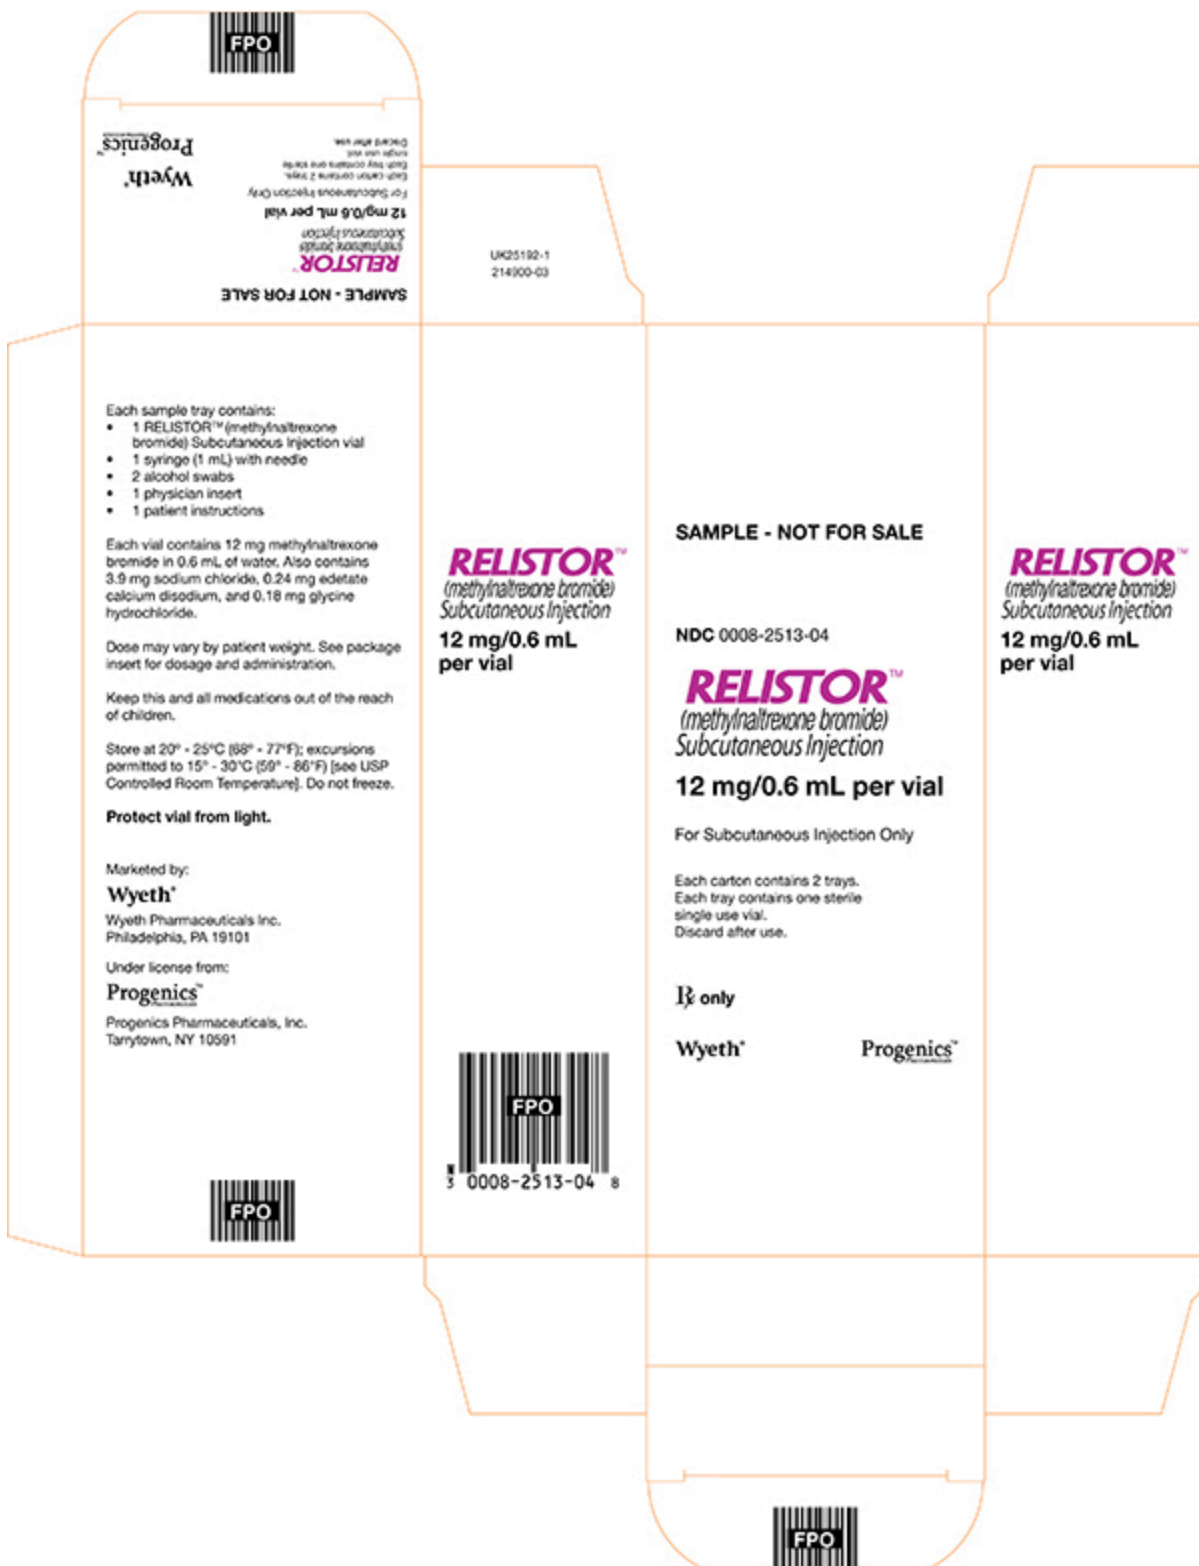 FPO
SAMPLE - NOT FOR SALE
RELISTOR™
(methylnaltrexone bromide)
Subcutaneous Injection
12 mg/0.6 mL per vial
For Subcutaneous Injection Only
Each carton contains 2 trays.
Each tray contains one sterile
single use vial.
Discard after use.
Wyeth®
Progenics™
UK25192-1
214900-03
Each sample tray contains:
• 1 RELISTOR™ (methylnaltrexone
bromide) Subcutaneous Injection vial
• 1 syringe (1 mL) with needle
• 2 alcohol swabs
• 1 physician insert
• 1 patient instructions
Each vial contains 12 mg methylnaltrexone
bromide in 0.6 mL of water. Also contains
3.9 mg sodium chloride, 0.24 mg edetate
calcium disodium, and 0.18 mg glycine
hydrochloride.
Dose may vary by patient weight. See package
insert for dosage and administration.
Keep this and all medications out of the reach
of children.
Store at 20º - 25ºC (68º - 77ºF); excursions
permitted to 15º - 30ºC (59º - 86ºF) [see USP
Controlled Room Temperature]. Do not freeze.
Protect vial from light.
Marketed by:
Wyeth®
Wyeth Pharmaceuticals Inc.
Philadelphia, PA 19101
Under license from:
Progenics™
Progenics Pharmaceuticals, Inc.
Tarrytown, NY 10591
FPO
RELISTOR™
(methylnaltrexone bromide)
Subcutaneous Injection
12 mg/0.6 mL
per vial
FPO
3 0008-2513-04 8
SAMPLE - NOT FOR SALE
NDC 0008-2513-04
RELISTOR™
(methylnaltrexone bromide)
Subcutaneous Injection
12 mg/0.6 mL per vial
For Subcutaneous Injection Only
Each carton contains 2 trays.
Each tray contains one sterile
single use vial.
Discard after use.
℞ only
Wyeth®
Progenics™
FPO
RELISTOR™
(methylnaltrexone bromide)
Subcutaneous Injection
12 mg/0.6 mL
per vial